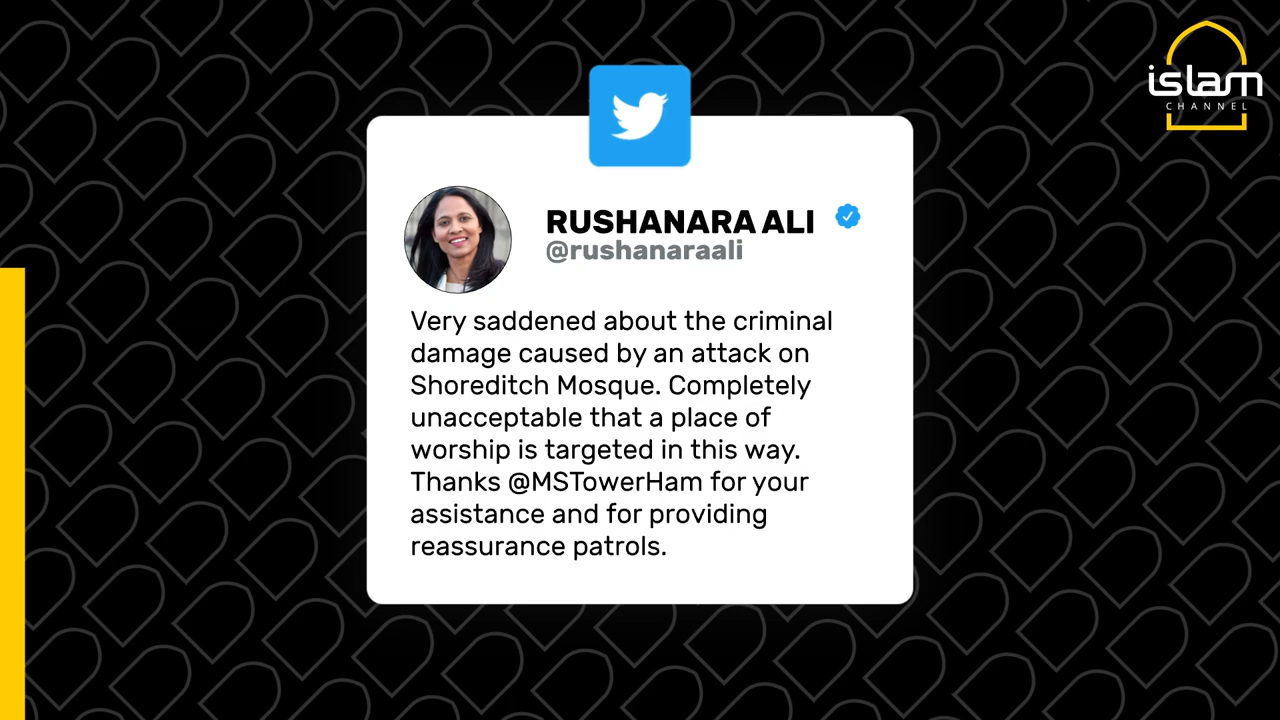 islam
CHANNEL
RUSHANARA ALI
@rushanaraali
Very saddened about the criminal
damage caused by an attack on
Shoreditch Mosque. Completely
unacceptable that a place of
worship is targeted in this way.
Thanks @MSTowerHam for your
assistance and for providing
reassurance patrols.